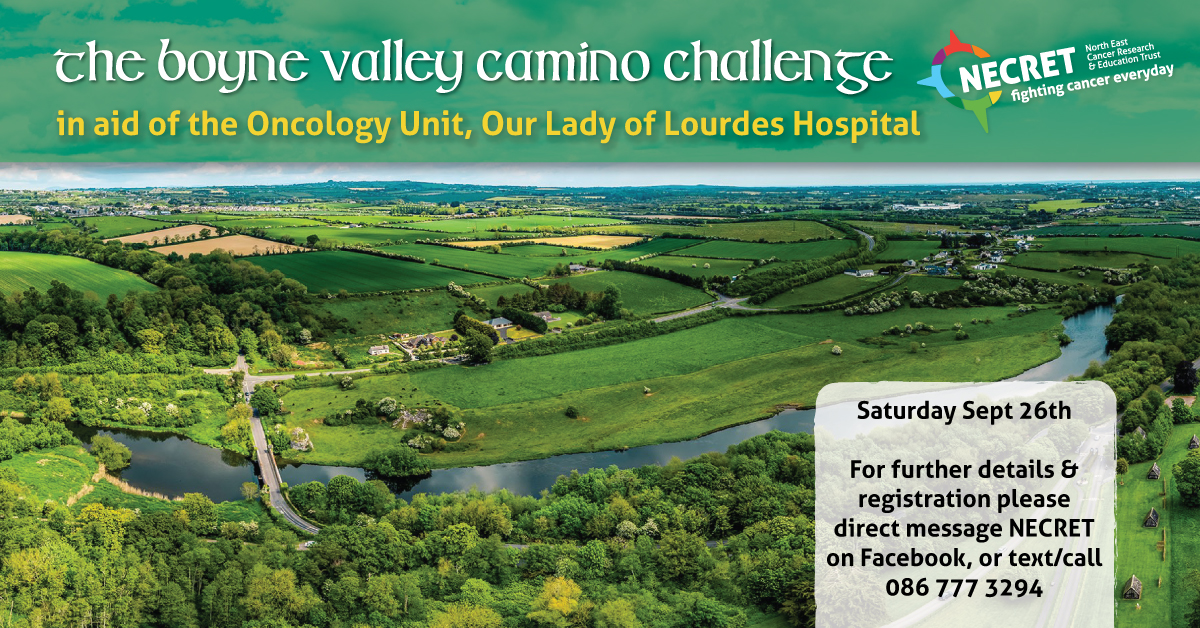 the boyne valley camino challenge
in aid of the Oncology Unit, Our Lady of Lourdes Hospital
NECRET
North East
Cancer Research
& Education Trust
fighting cancer everyday
Saturday Sept 26th
For further details &
registration please
direct message NECRET
on Facebook, or text/call
086 777 3294